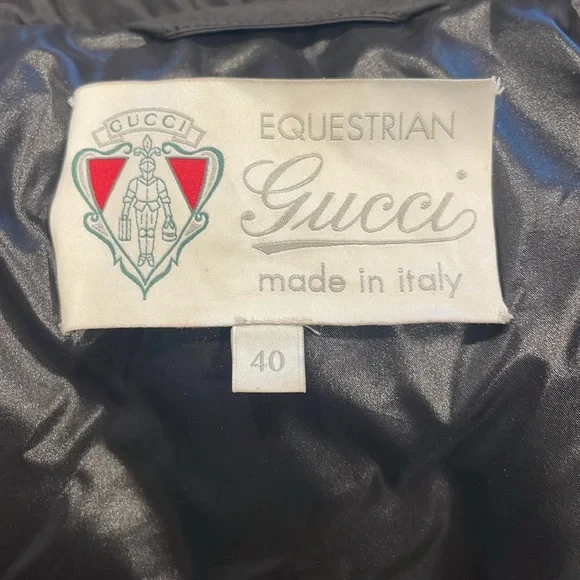 GUCCI
EQUESTRIAN
Gucci
made in italy
40